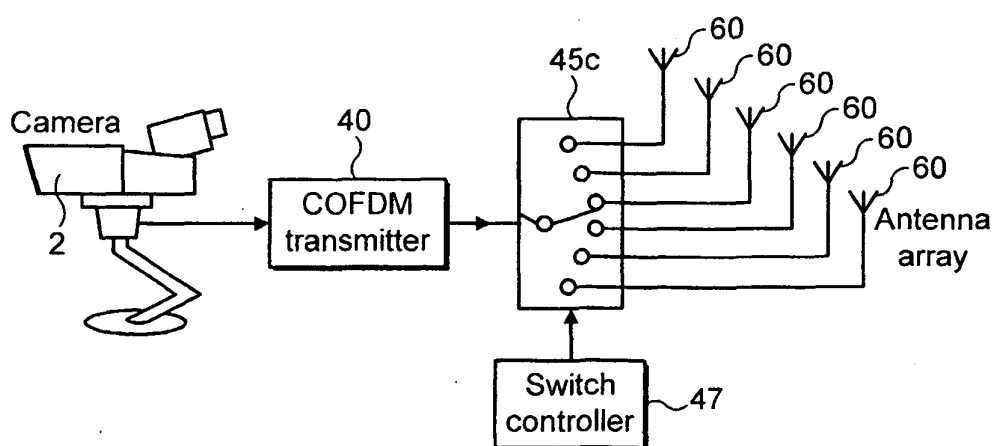 60
60
45c
60
Camera
60
40
60
60
COFDM
transmitter
2
Antenna
array
Switch
controller
47